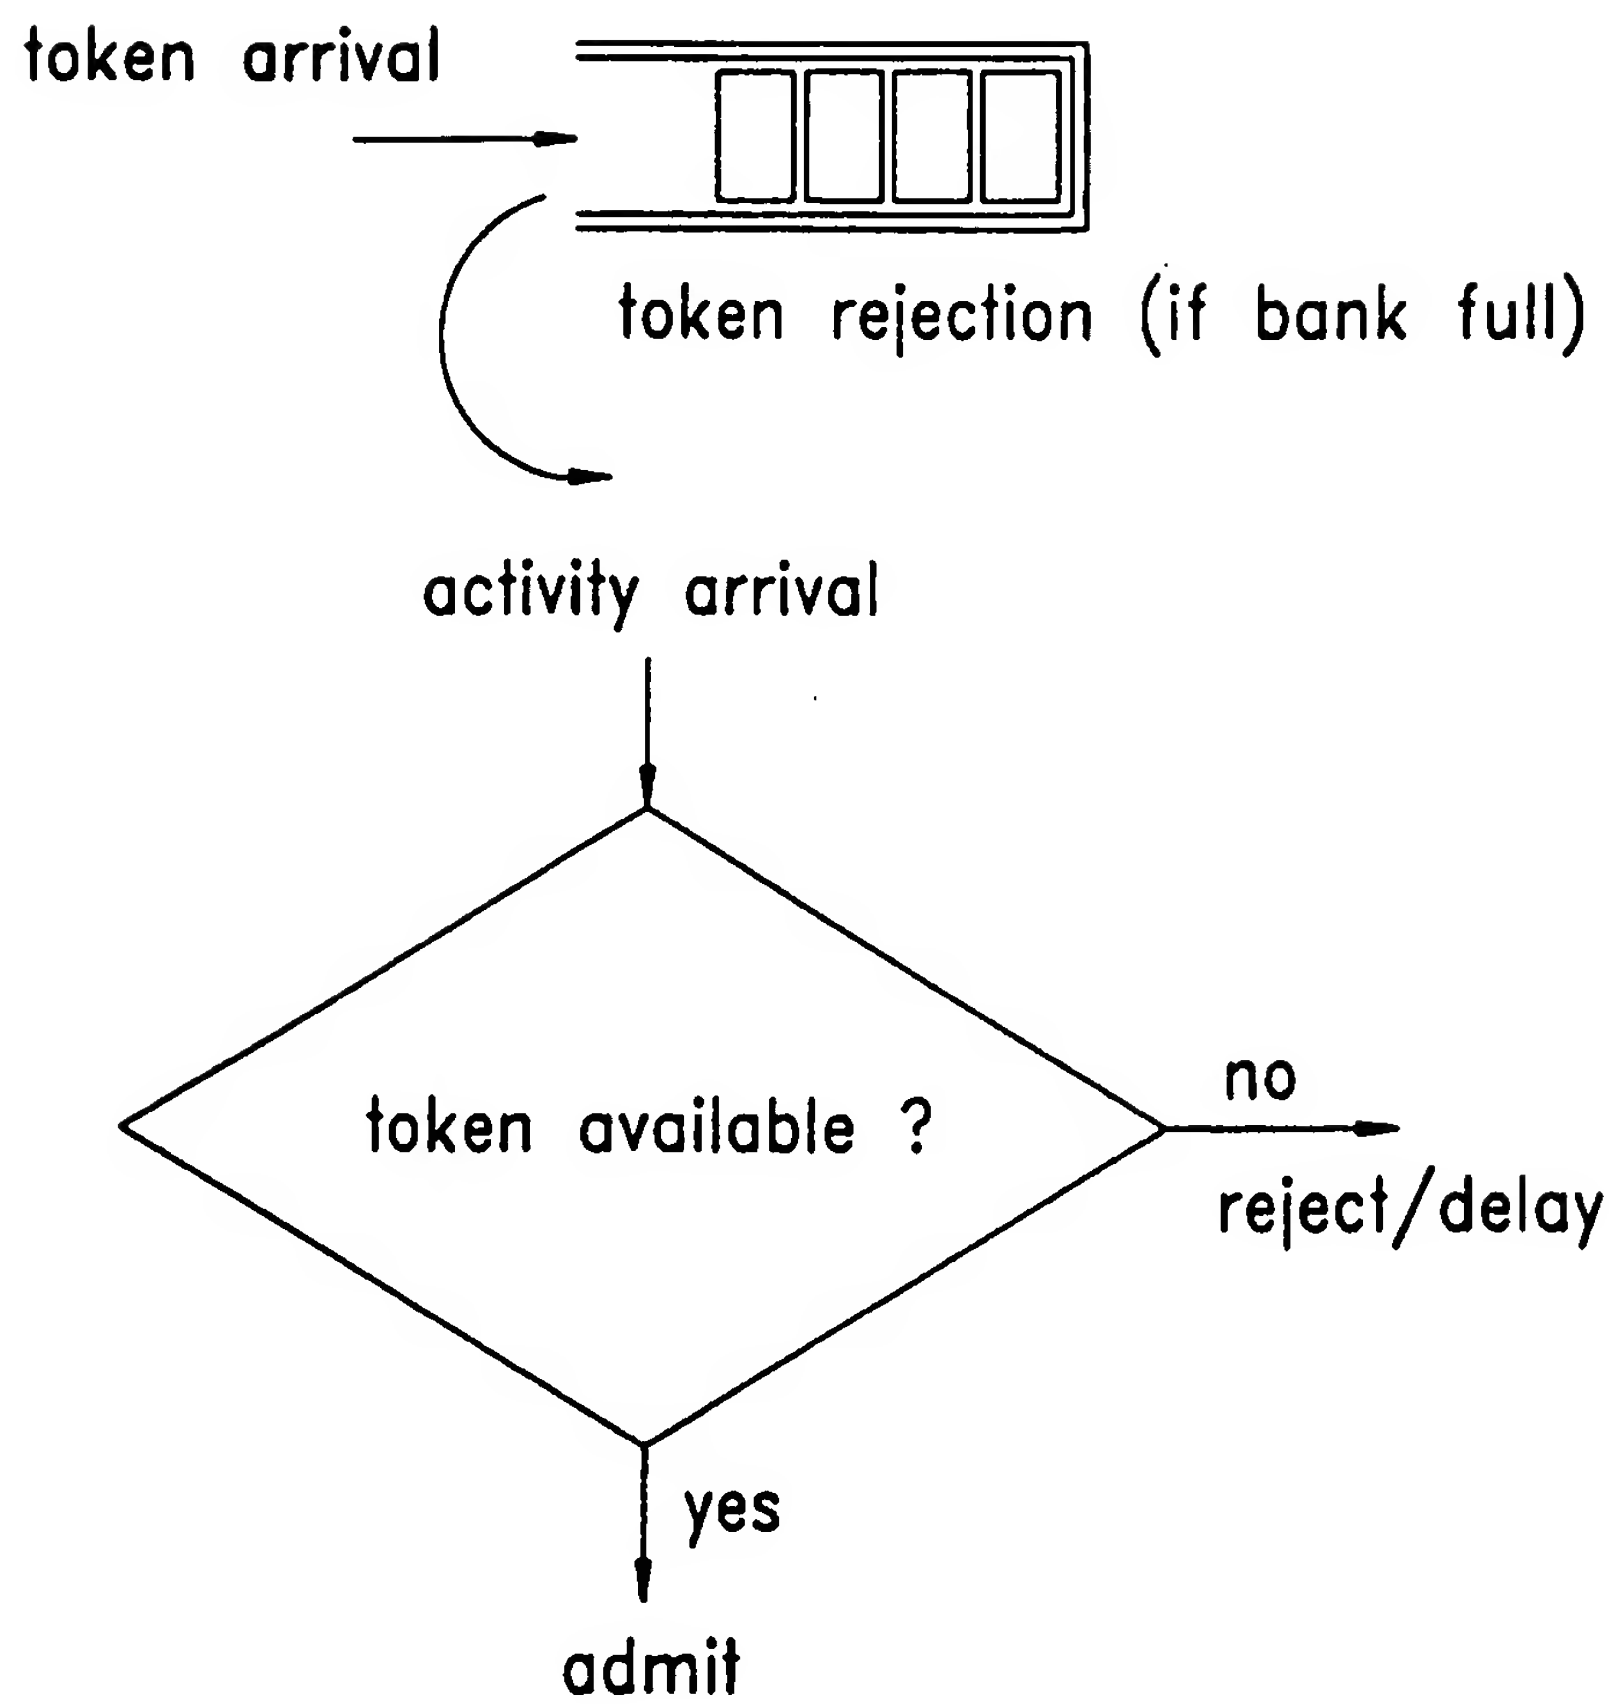 token arrival
token rejection (if bank full)
activity arrival
token available ?
no
reject/delay
yes
admit